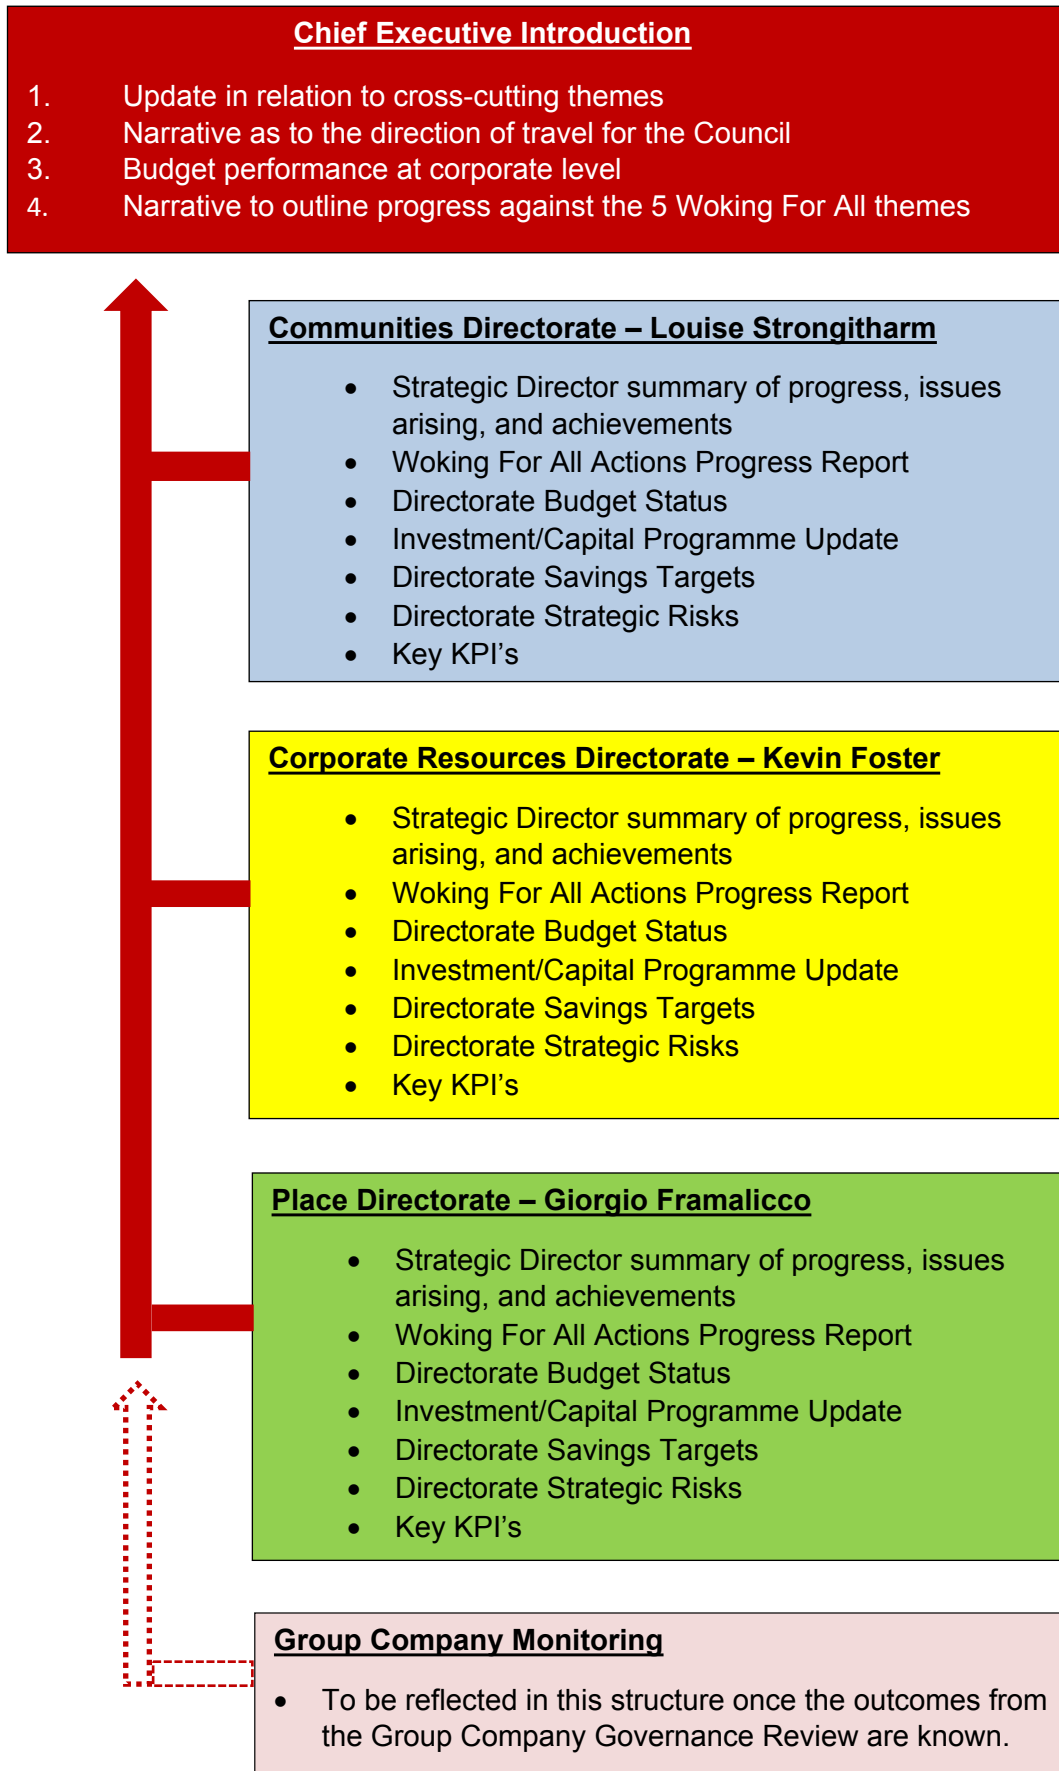 Chief Executive Introduction
1. Update in relation to cross-cutting themes
2. Narrative as to the direction of travel for the Council
3. Budget performance at corporate level
4. Narrative to outline progress against the 5 Woking For All themes
Communities Directorate – Louise Strongitharm
• Strategic Director summary of progress, issues
arising, and achievements
• Woking For All Actions Progress Report
• Directorate Budget Status
• Investment/Capital Programme Update
• Directorate Savings Targets
• Directorate Strategic Risks
• Key KPI's
Corporate Resources Directorate – Kevin Foster
• Strategic Director summary of progress, issues
arising, and achievements
• Woking For All Actions Progress Report
• Directorate Budget Status
• Investment/Capital Programme Update
• Directorate Savings Targets
• Directorate Strategic Risks
• Key KPI's
Place Directorate – Giorgio Framalicco
• Strategic Director summary of progress, issues
arising, and achievements
• Woking For All Actions Progress Report
• Directorate Budget Status
• Investment/Capital Programme Update
• Directorate Savings Targets
• Directorate Strategic Risks
• Key KPI's
Group Company Monitoring
• To be reflected in this structure once the outcomes from
the Group Company Governance Review are known.